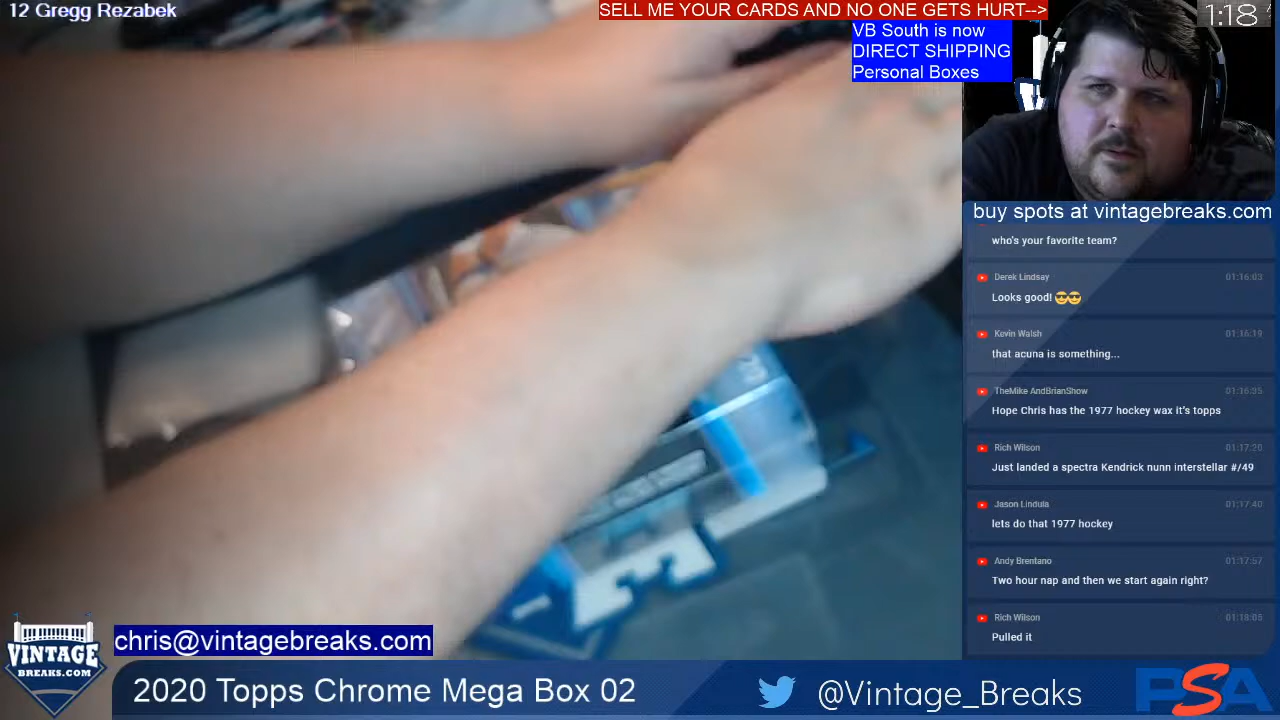 12 Gregg Rezabek
SELL ME YOUR CARDS AND NO ONE GETS HURT-->
1:18
VB South is now
DIRECT SHIPPING
Personal Boxes
buy spots at vintagebreaks.com
who's your favorite team?
Derek Lindsay 01:16:03
Looks good! 😎😎
Kevin Walsh 01:16:19
that acuna is something...
TheMike AndBrianShow 01:16:35
Hope Chris has the 1977 hockey wax it's topps
Rich Wilson 01:17:20
Just landed a spectra Kendrick nunn interstellar #/49
Jason Lindula 01:17:40
lets do that 1977 hockey
Andy Brentano 01:17:57
Two hour nap and then we start again right?
Rich Wilson 01:18:05
Pulled it
chris@vintagebreaks.com
VINTAGE
BREAKS.COM
2020 Topps Chrome Mega Box 02
@Vintage_Breaks
PSA